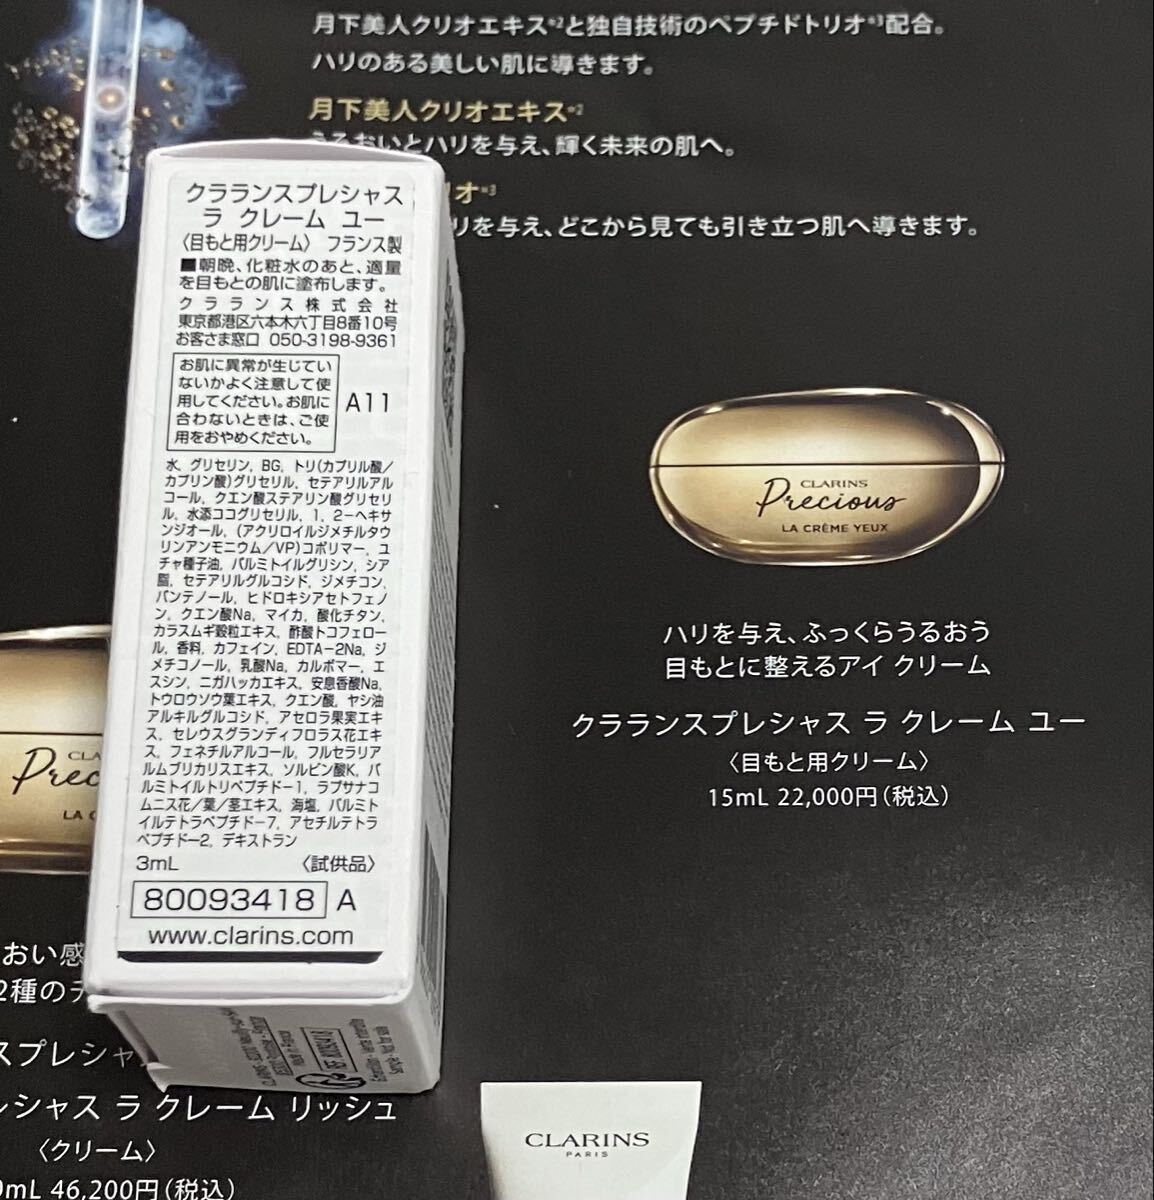 月下美人クリオエキス*2と独自技術のペプチドトリオ*3配合。
ハリのある美しい肌に導きます。
月下美人クリオエキス*2
うるおいとハリを与え、輝く未来の肌へ。
リオ*3
リを与え、どこから見ても引き立つ肌へ導きます。
クラランスプレシャス
ラ クレーム ユー
〈目もと用クリーム〉 フランス製
■朝晩、化粧水のあと、適量
を目もとの肌に塗布します。
クラランス株式会社
東京都港区六本木六丁目8番10号
お客さま窓口 050-3198-9361
お肌に異常が生じてい
ないかよく注意して使
用してください。お肌に
合わないときは、ご使
用をおやめください。
A11
水, グリセリン, BG, トリ(カプリル酸/
カプリン酸)グリセリル, セテアリルアル
コール, クエン酸ステアリン酸グリセリ
ル, 水添ココグリセリル, 1, 2-ヘキサ
ンジオール, (アクリロイルジメチルタウ
リンアンモニウム/VP)コポリマー, ユ
チャ種子油, パルミトイルグリシン, シア
脂, セテアリルグルコシド, ジメチコン,
パンテノール, ヒドロキシアセトフェノ
ン, クエン酸Na, マイカ, 酸化チタン,
カラスムギ穀粒エキス, 酢酸トコフェロー
ル, 香料, カフェイン, EDTA-2Na, ジ
メチコノール, 乳酸Na, カルボマー, エ
スシン, ニガハッカエキス, 安息香酸Na,
トウロウソウ葉エキス, クエン酸, ヤシ油
アルキルグルコシド, アセロラ果実エキ
ス, セレウスグランディフロラス花エキ
ス, フェネチルアルコール, フルセラリア
ルムブリカリスエキス, ソルビン酸K, パ
ルミトイルトリペプチド-1, ラプサナコ
ムニス花/葉/茎エキス, 海塩, パルミト
イルテトラペプチド-7, アセチルテトラ
ペプチド-2, デキストラン
3mL 〈試供品〉
80093418 A
www.clarins.com
CLARINS
Precious
LA CRÈME YEUX
ハリを与え、ふっくらうるおう
目もとに整えるアイ クリーム
クラランスプレシャス ラ クレーム ユー
〈目もと用クリーム〉
15mL 22,000円(税込)
CLA
Prec
LA C
おい感
2種のテ
スプレシャ
シャス ラ クレーム リッシュ
〈クリーム〉
0mL 46,200円(税込)
CLARINS
PARIS